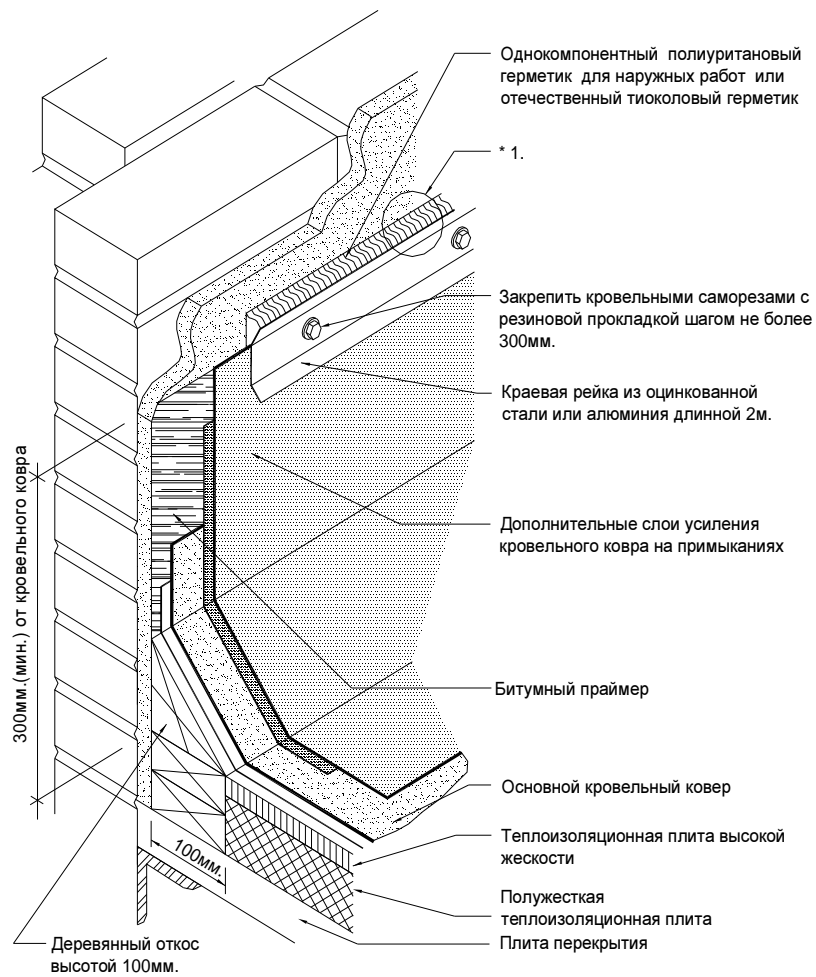 Однокомпонентный полиуритановый
герметик для наружных работ или
отечественный тиоколовый герметик
* 1.
Закрепить кровельными саморезами с
резиновой прокладкой шагом не более
300мм.
Краевая рейка из оцинкованной
стали или алюминия длинной 2м.
300мм.(мин.) от кровельного ковра
Дополнительные слои усиления
кровельного ковра на примыканиях
Битумный праймер
Основной кровельный ковер
Теплоизоляционная плита высокой
жескости
100мм.
Полужесткая
теплоизоляционная плита
Плита перекрытия
Деревянный откос
высотой 100мм.